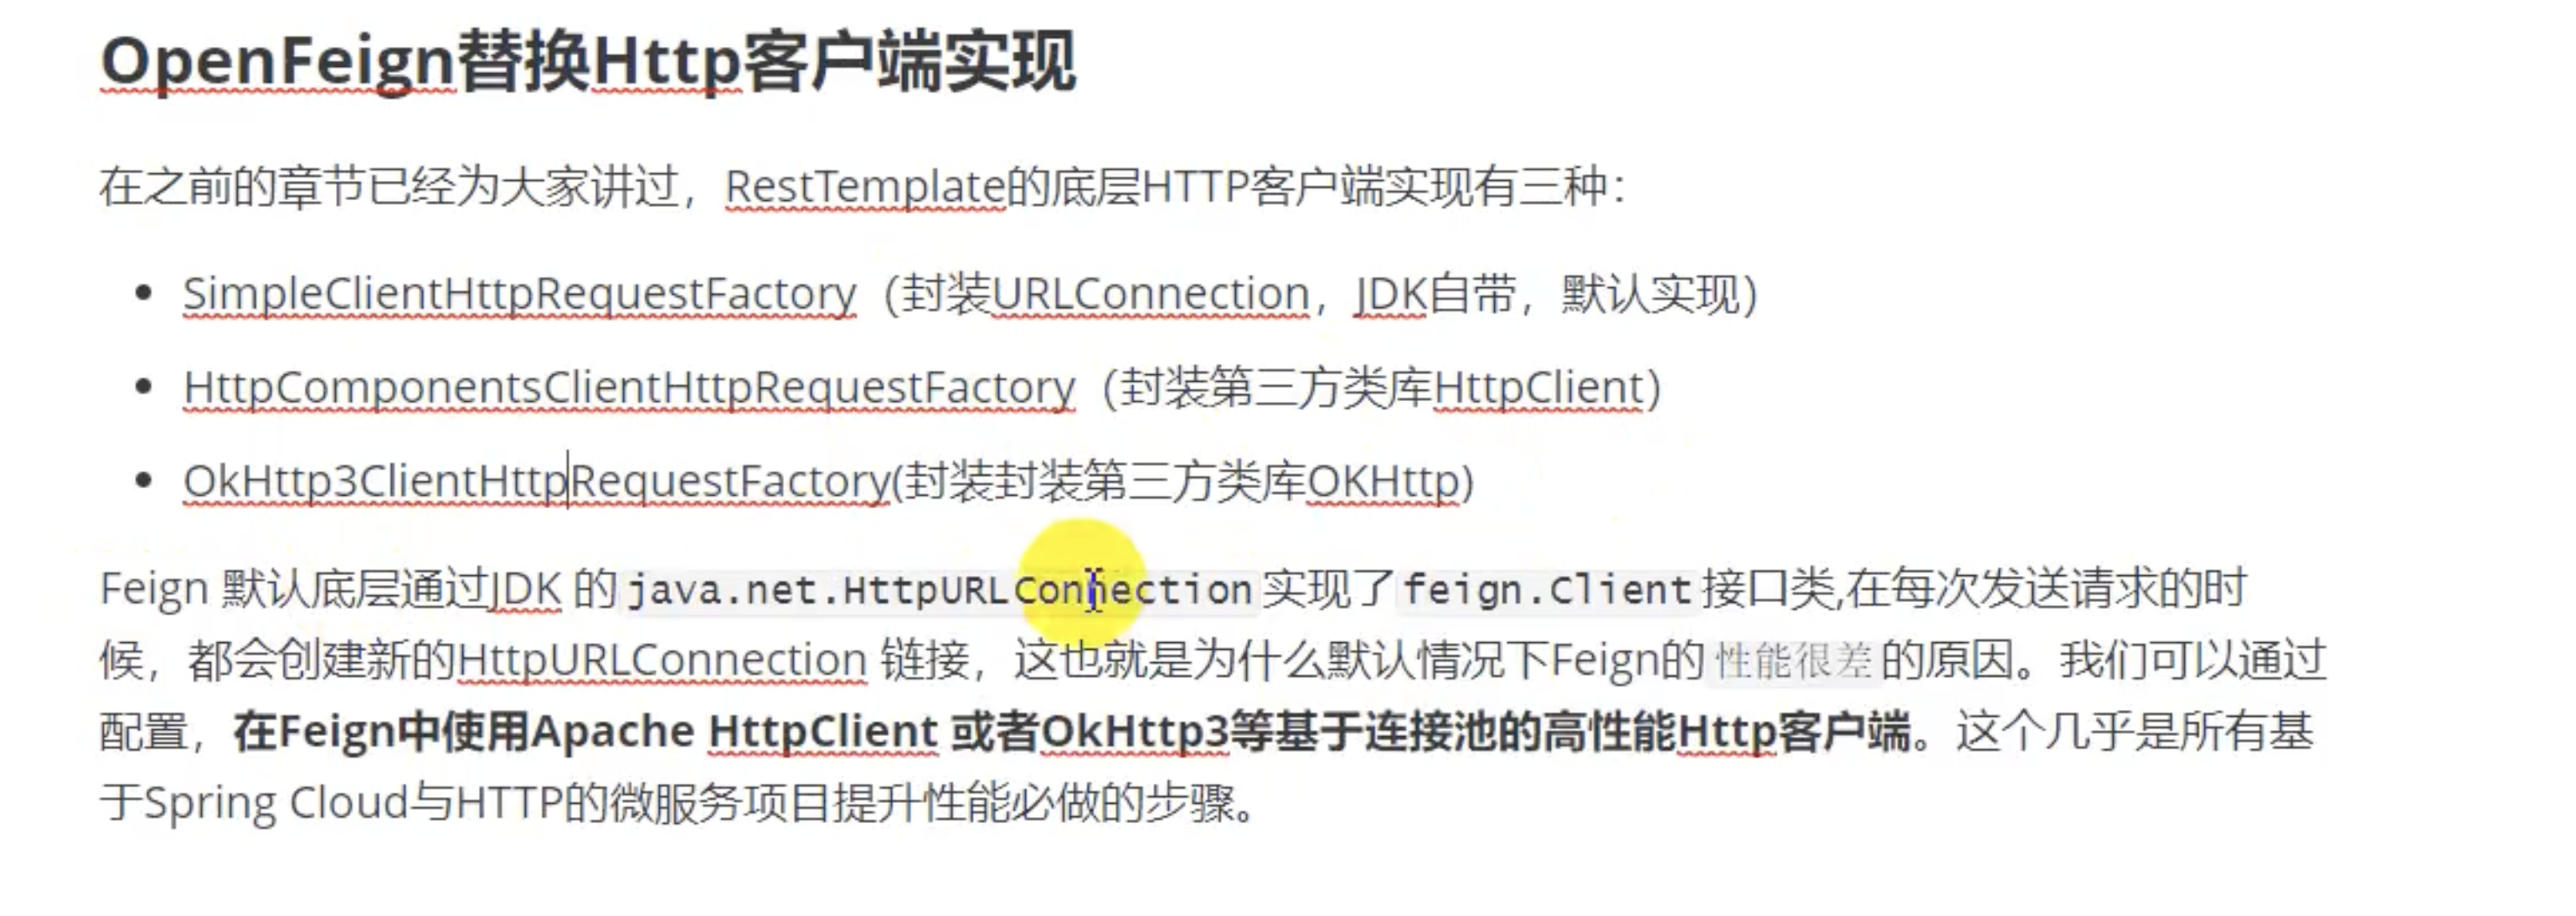 OpenFeign替换Http客户端实现
在之前的章节已经为大家讲过，RestTemplate的底层HTTP客户端实现有三种：
SimpleClientHttpRequestFactory（封装URLConnection，JDK自带，默认实现）
HttpComponentsClientHttpRequestFactory（封装第三方类库HttpClient）
OkHttp3ClientHttpRequestFactory(封装封装第三方类库OKHttp)
Feign 默认底层通过JDK 的 java.net.HttpURLConnection 实现了 feign.Client 接口类,在每次发送请求的时
候，都会创建新的HttpURLConnection 链接，这也就是为什么默认情况下Feign的 性能很差 的原因。我们可以通过
配置，在Feign中使用Apache HttpClient 或者OkHttp3等基于连接池的高性能Http客户端。这个几乎是所有基
于Spring Cloud与HTTP的微服务项目提升性能必做的步骤。